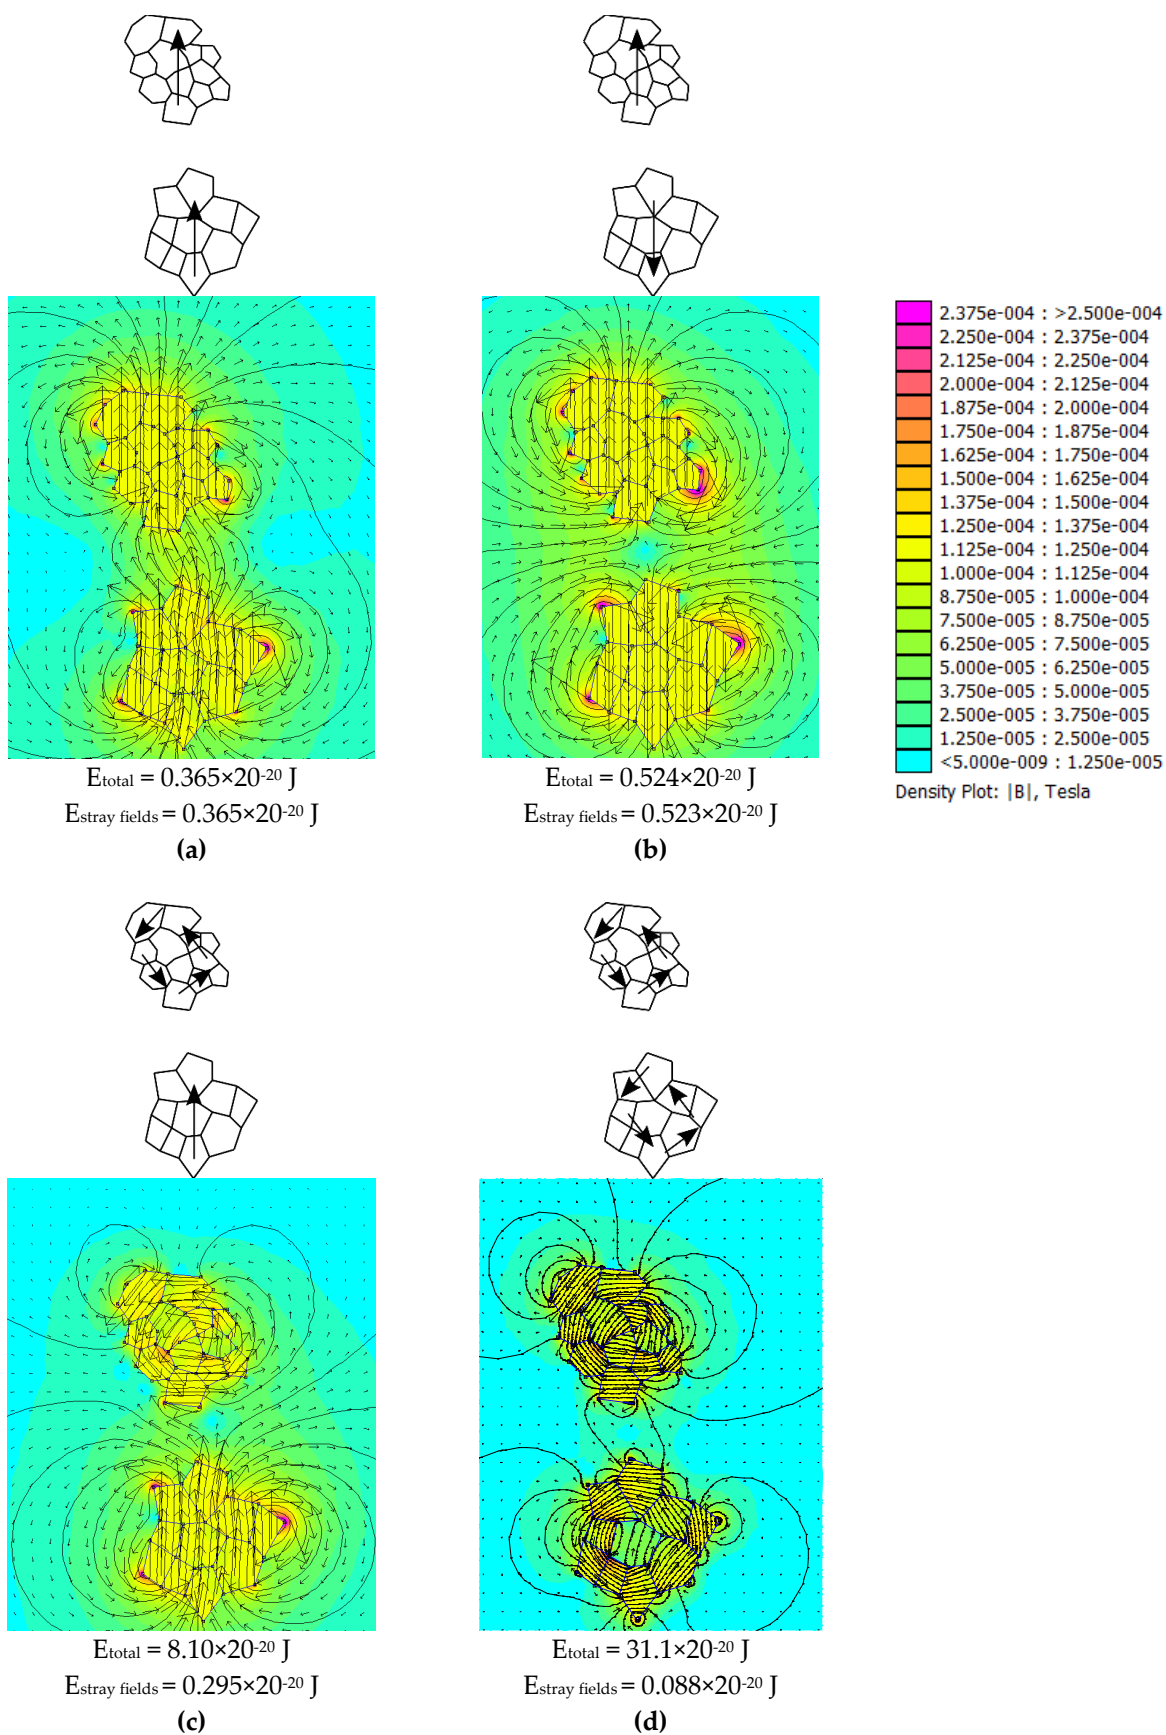 2.375e-004 : >2.500e-004
2.250e-004 : 2.375e-004
2.125e-004 : 2.250e-004
2.000e-004 : 2.125e-004
1.875e-004 : 2.000e-004
1.750e-004 : 1.875e-004
1.625e-004 : 1.750e-004
1.500e-004 : 1.625e-004
1.375e-004 : 1.500e-004
1.250e-004 : 1.375e-004
1.125e-004 : 1.250e-004
1.000e-004 : 1.125e-004
8.750e-005 : 1.000e-004
7.500e-005 : 8.750e-005
6.250e-005 : 7.500e-005
5.000e-005 : 6.250e-005
3.750e-005 : 5.000e-005
2.500e-005 : 3.750e-005
1.250e-005 : 2.500e-005
<5.000e-009 : 1.250e-005
Density Plot: |B|, Tesla
Etotal = 0.365×20⁻²⁰ J
Estray fields = 0.365×20⁻²⁰ J
(a)
Etotal = 0.524×20⁻²⁰ J
Estray fields = 0.523×20⁻²⁰ J
(b)
Etotal = 8.10×20⁻²⁰ J
Estray fields = 0.295×20⁻²⁰ J
(c)
Etotal = 31.1×20⁻²⁰ J
Estray fields = 0.088×20⁻²⁰ J
(d)